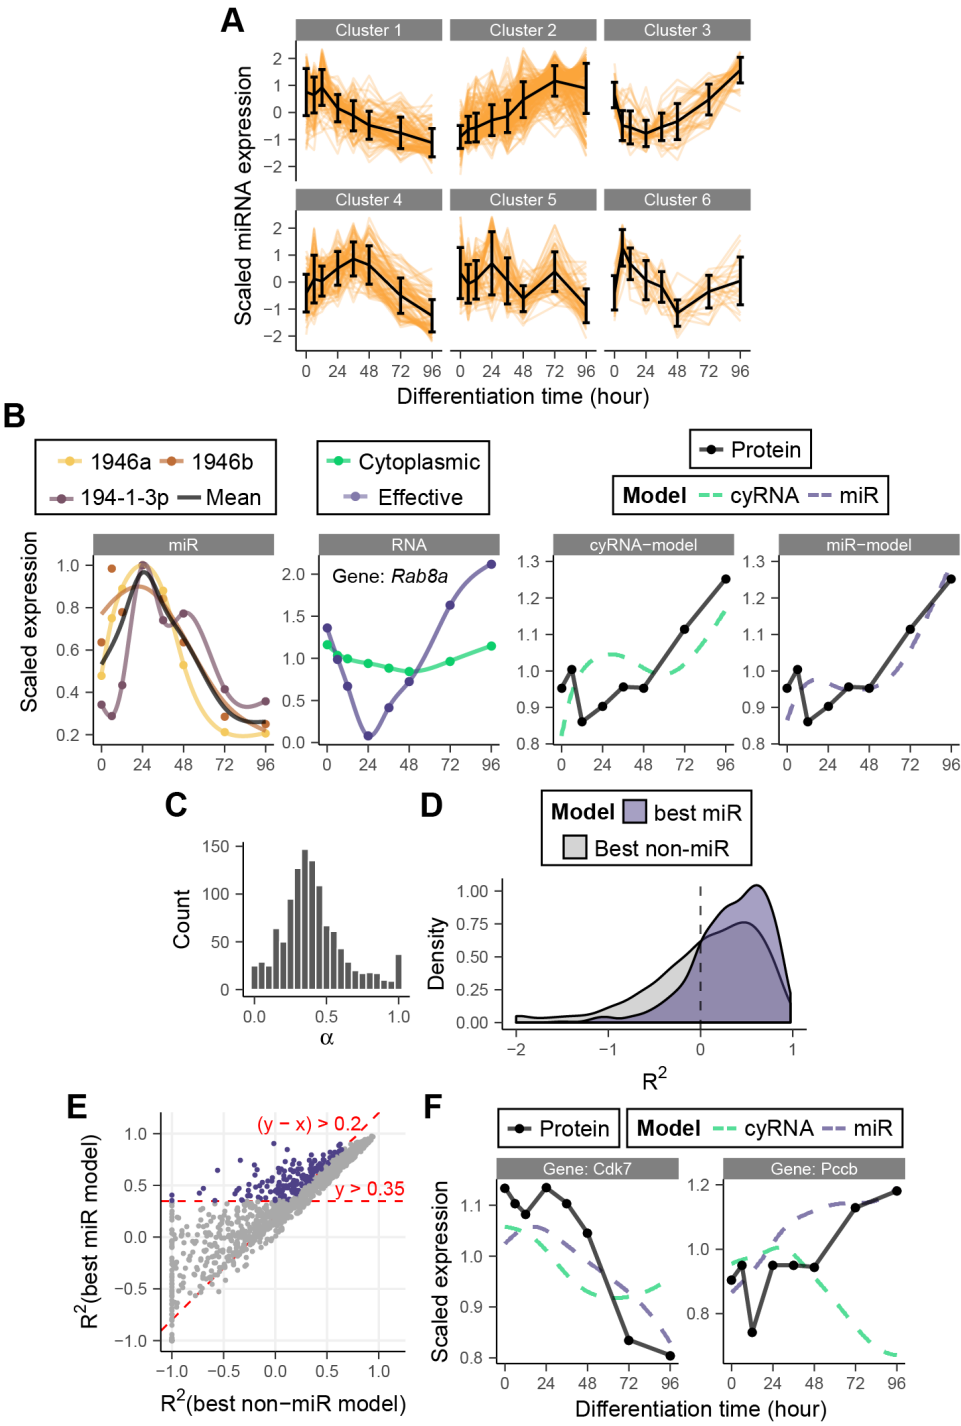 A
Cluster 1 Cluster 2 Cluster 3
2
1
0
−1
−2
Scaled miRNA expression
Cluster 4 Cluster 5 Cluster 6
2
1
0
−1
−2
0 24 48 72 96 0 24 48 72 96 0 24 48 72 96
Differentiation time (hour)
B
1946a 1946b
194-1-3p Mean
Cytoplasmic
Effective
Protein
Model cyRNA miR
miR RNA cyRNA−model miR−model
Scaled expression
1.0
0.8
0.6
0.4
0.2
0 24 48 72 96
Gene: Rab8a
2.0
1.5
1.0
0.5
0.0
0 24 48 72 96
1.3
1.2
1.1
1.0
0.9
0.8
0 24 48 72 96
1.3
1.2
1.1
1.0
0.9
0.8
0 24 48 72 96
C
Count
150
100
50
0
0.0 0.5 1.0
α
D
Model best miR
Best non−miR
Density
1.00
0.75
0.50
0.25
0.00
−2 −1 0 1
R2
E
(y − x) > 0.2
y > 0.35
R2(best miR model)
1.0
0.5
0.0
−0.5
−1.0
−1.0 −0.5 0.0 0.5 1.0
R2(best non−miR model)
F
Protein Model cyRNA miR
Gene: Cdk7 Gene: Pccb
Scaled expression
1.1
1.0
0.9
0.8
0 24 48 72 96
1.2
1.0
0.8
0 24 48 72 96
Differentiation time (hour)